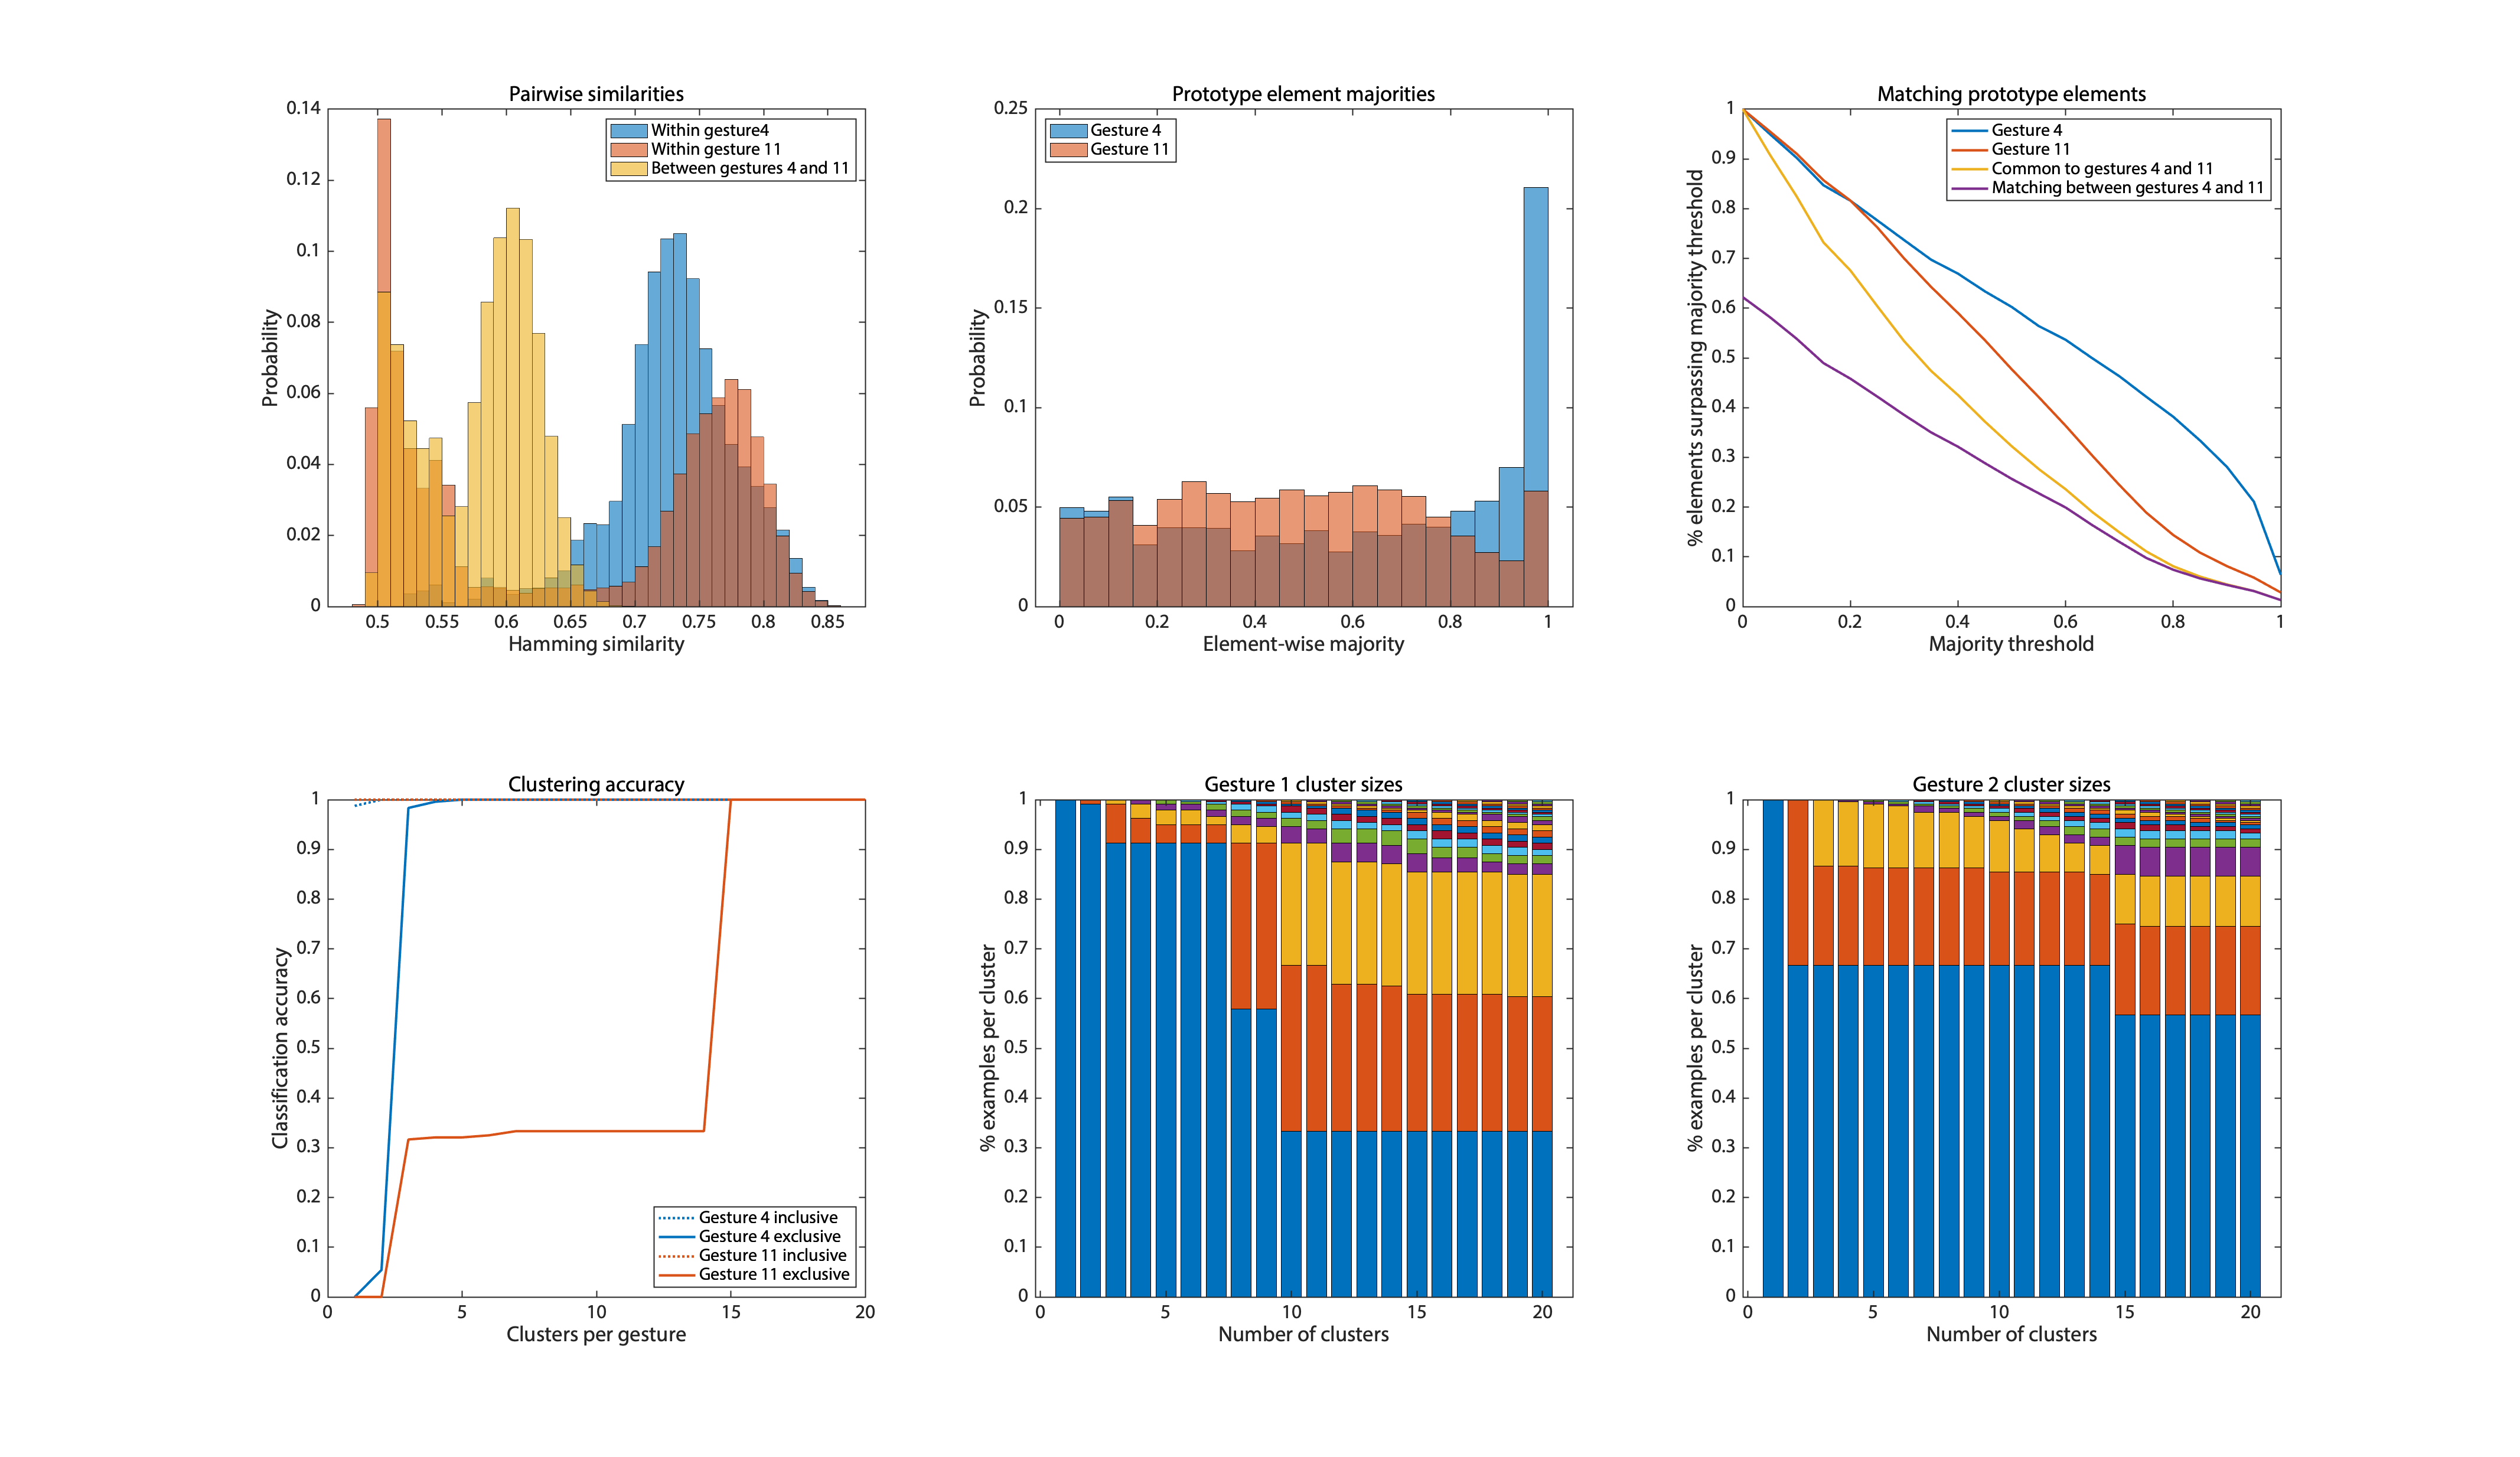 Pairwise similarities
0.14
0.12
0.1
0.08
0.06
0.04
0.02
0
Probability
Within gesture4
Within gesture 11
Between gestures 4 and 11
0.5 0.55 0.6 0.65 0.7 0.75 0.8 0.85
Hamming similarity
Prototype element majorities
0.25
0.2
0.15
0.1
0.05
0
Probability
Gesture 4
Gesture 11
0 0.2 0.4 0.6 0.8 1
Element-wise majority
Matching prototype elements
1
0.9
0.8
0.7
0.6
0.5
0.4
0.3
0.2
0.1
0
% elements surpassing majority threshold
Gesture 4
Gesture 11
Common to gestures 4 and 11
Matching between gestures 4 and 11
0 0.2 0.4 0.6 0.8 1
Majority threshold
Clustering accuracy
1
0.9
0.8
0.7
0.6
0.5
0.4
0.3
0.2
0.1
0
Classification accuracy
Gesture 4 inclusive
Gesture 4 exclusive
Gesture 11 inclusive
Gesture 11 exclusive
0 5 10 15 20
Clusters per gesture
Gesture 1 cluster sizes
1
0.9
0.8
0.7
0.6
0.5
0.4
0.3
0.2
0.1
0
% examples per cluster
0 5 10 15 20
Number of clusters
Gesture 2 cluster sizes
1
0.9
0.8
0.7
0.6
0.5
0.4
0.3
0.2
0.1
0
% examples per cluster
0 5 10 15 20
Number of clusters